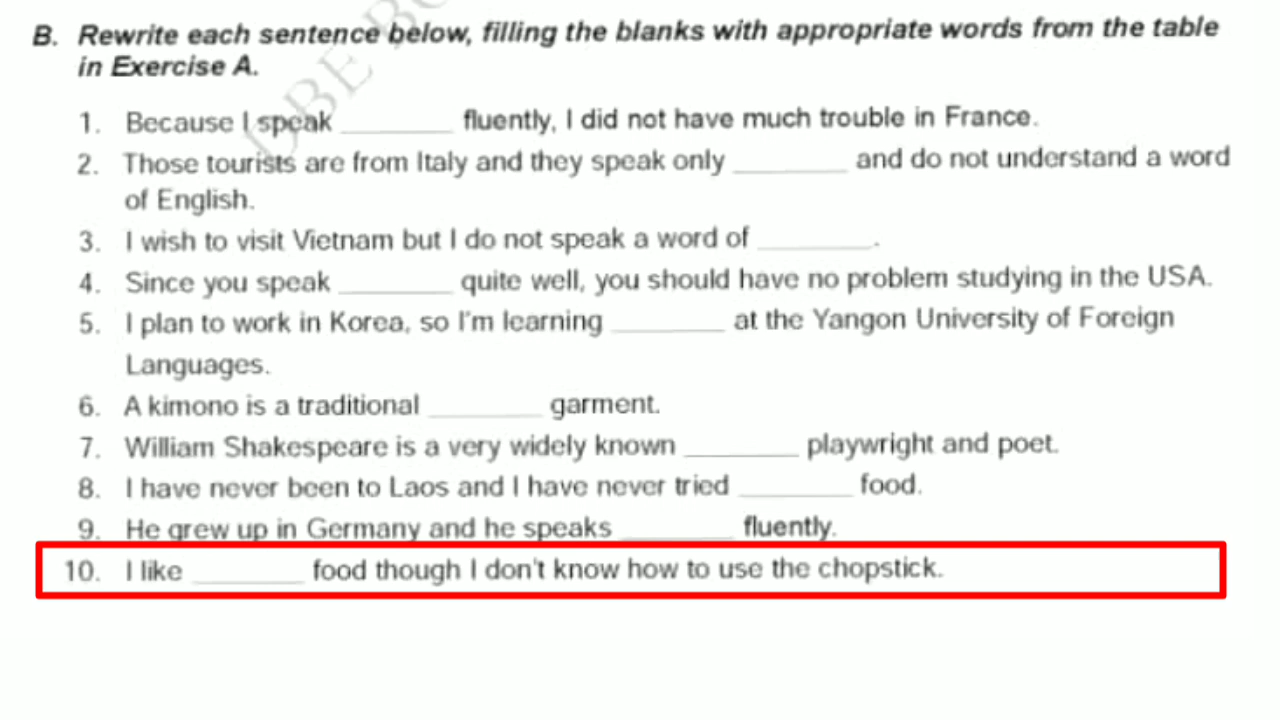 B. Rewrite each sentence below, filling the blanks with appropriate words from the table
in Exercise A.
1. Because I speak ________ fluently, I did not have much trouble in France.
2. Those tourists are from Italy and they speak only ________ and do not understand a word
of English.
3. I wish to visit Vietnam but I do not speak a word of ________.
4. Since you speak ________ quite well, you should have no problem studying in the USA.
5. I plan to work in Korea, so I'm learning ________ at the Yangon University of Foreign
Languages.
6. A kimono is a traditional ________ garment.
7. William Shakespeare is a very widely known ________ playwright and poet.
8. I have never been to Laos and I have never tried ________ food.
9. He grew up in Germany and he speaks ________ fluently.
10. I like ________ food though I don't know how to use the chopstick.